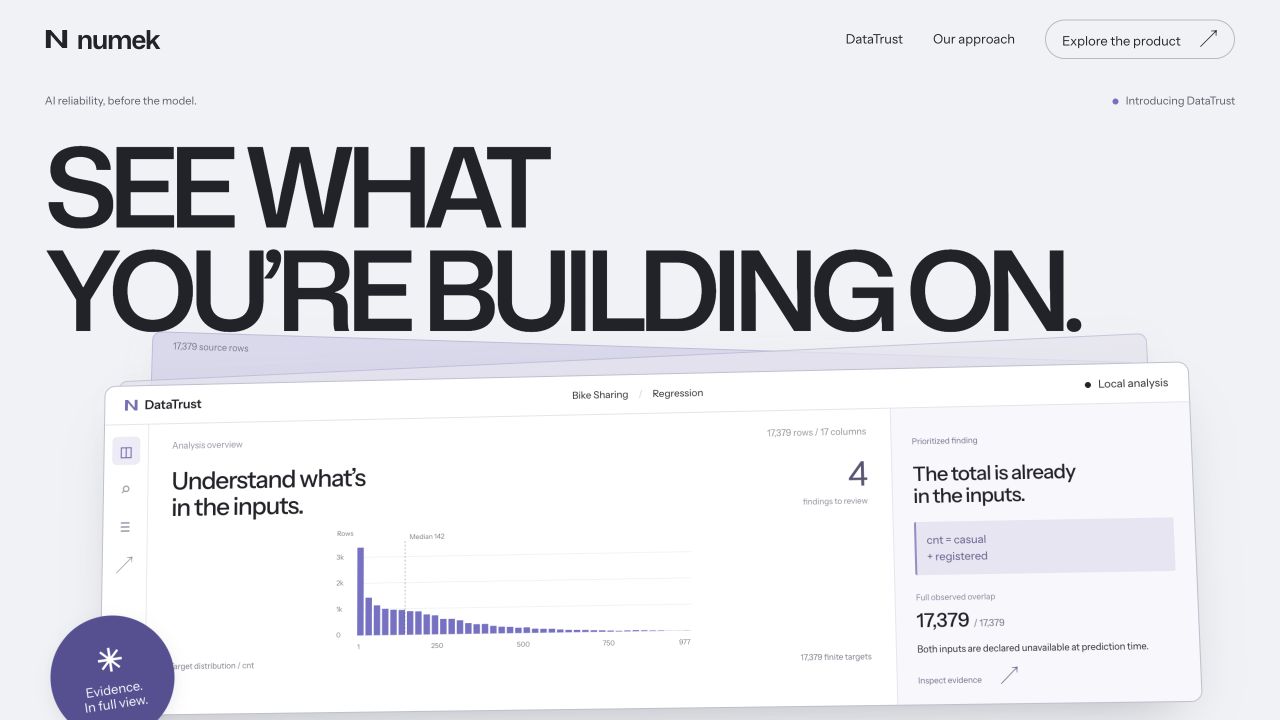 numek
DataTrust
Our approach
Explore the product
AI reliability, before the model.
Introducing DataTrust
SEE WHAT
YOU’RE BUILDING ON.
17,379 source rows
DataTrust
Bike Sharing / Regression
Local analysis
Analysis overview
17,379 rows / 17 columns
Understand what’s
in the inputs.
4
findings to review
Rows
Median 142
3k
2k
1k
0
1
250
500
750
977
arget distribution / cnt
17,379 finite targets
Prioritized finding
The total is already
in the inputs.
cnt = casual
+ registered
Full observed overlap
17,379 / 17,379
Both inputs are declared unavailable at prediction time.
Inspect evidence
Evidence.
In full view.